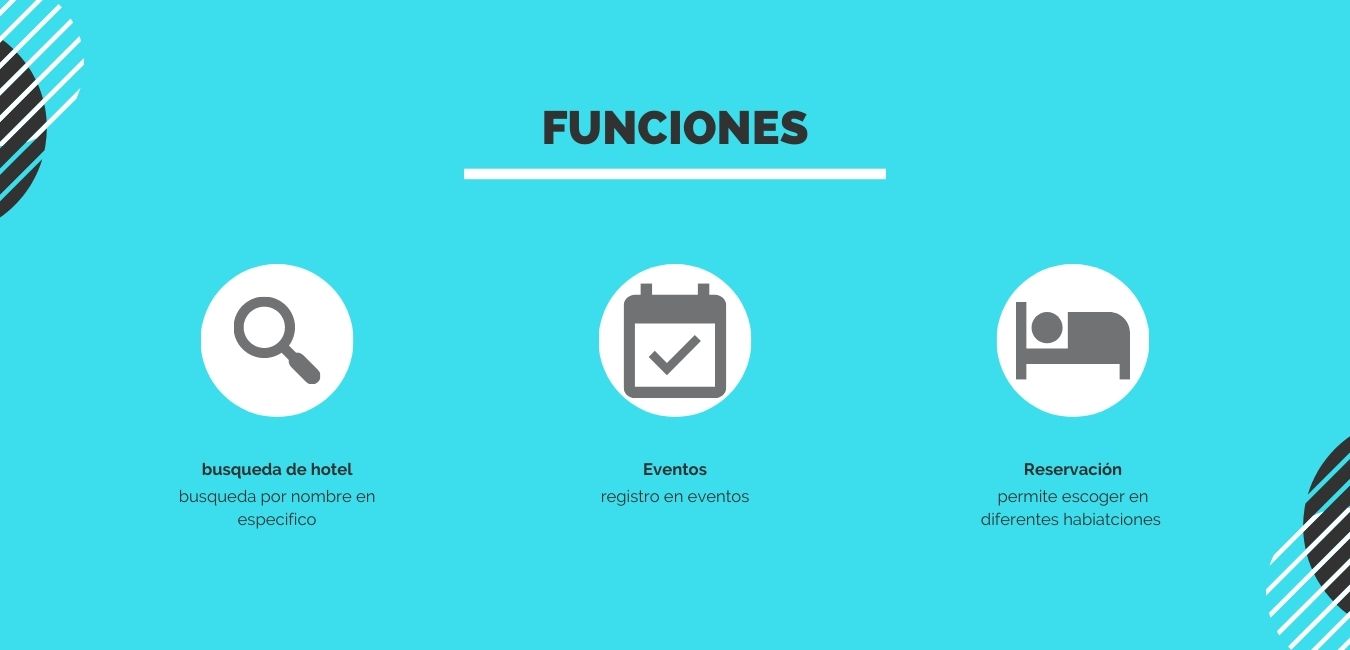 FUNCIONES
busqueda de hotel
busqueda por nombre en
especifico
Eventos
registro en eventos
Reservación
permite escoger en
diferentes habiatciones